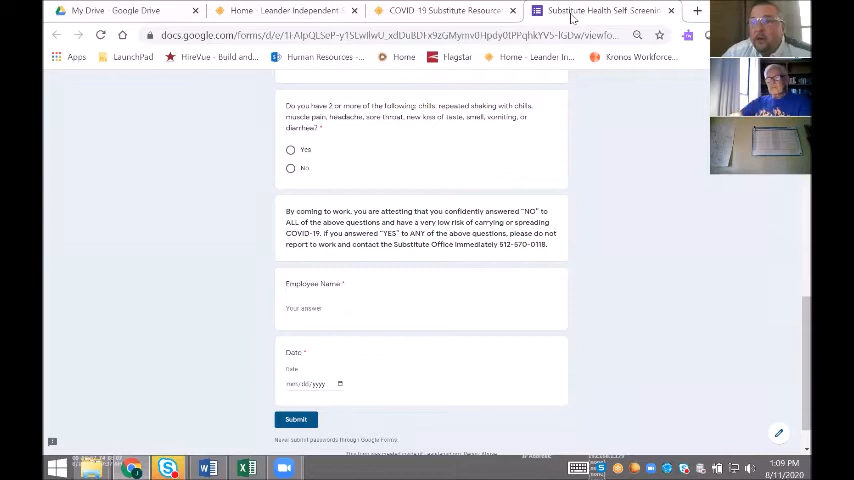 My Drive - Google Drive
Home - Leander Independent S
COVID-19 Substitute Resource
Substitute Health Self-Screenin
Apps
LaunchPad
HireVue - Build and...
Human Resources -...
Home
Flagstar
Home - Leander In...
Kronos Workforce...
Do you have 2 or more of the following: chills, repeated shaking with chills,
muscle pain, headache, sore throat, new loss of taste, smell, vomiting, or
diarrhea? *
Yes
No
By coming to work, you are attesting that you confidently answered "NO" to
ALL of the above questions and have a very low risk of carrying or spreading
COVID-19. If you answered "YES" to ANY of the above questions, please do not
report to work and contact the Substitute Office immediately 512-570-0118.
Employee Name *
Your answer
Date *
Date
mm/dd/yyyy
Submit
Never submit passwords through Google Forms.
1:09 PM
8/11/2020